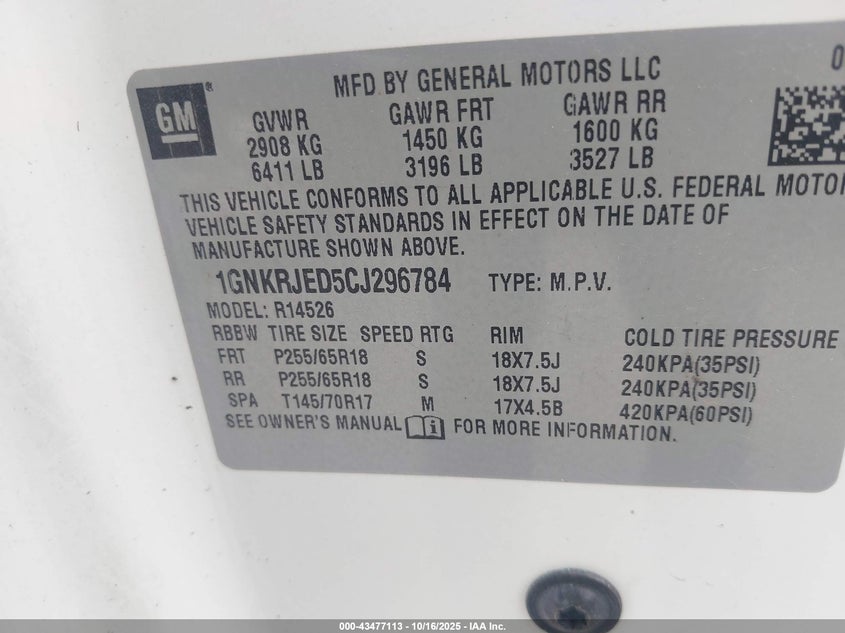 MFD BY GENERAL MOTORS LLC
GM ®
GVWR GAWR FRT GAWR RR
2908 KG 1450 KG 1600 KG
6411 LB 3196 LB 3527 LB
THIS VEHICLE CONFORMS TO ALL APPLICABLE U.S. FEDERAL MOTOR
VEHICLE SAFETY STANDARDS IN EFFECT ON THE DATE OF
MANUFACTURE SHOWN ABOVE.
1GNKRJED5CJ296784 TYPE: M.P.V.
MODEL: R14526
RBBW TIRE SIZE SPEED RTG RIM COLD TIRE PRESSURE
FRT P255/65R18 S 18X7.5J 240KPA(35PSI)
RR P255/65R18 S 18X7.5J 240KPA(35PSI)
SPA T145/70R17 M 17X4.5B 420KPA(60PSI)
SEE OWNER'S MANUAL FOR MORE INFORMATION.
000-43477113 - 10/16/2025 - IAA Inc.